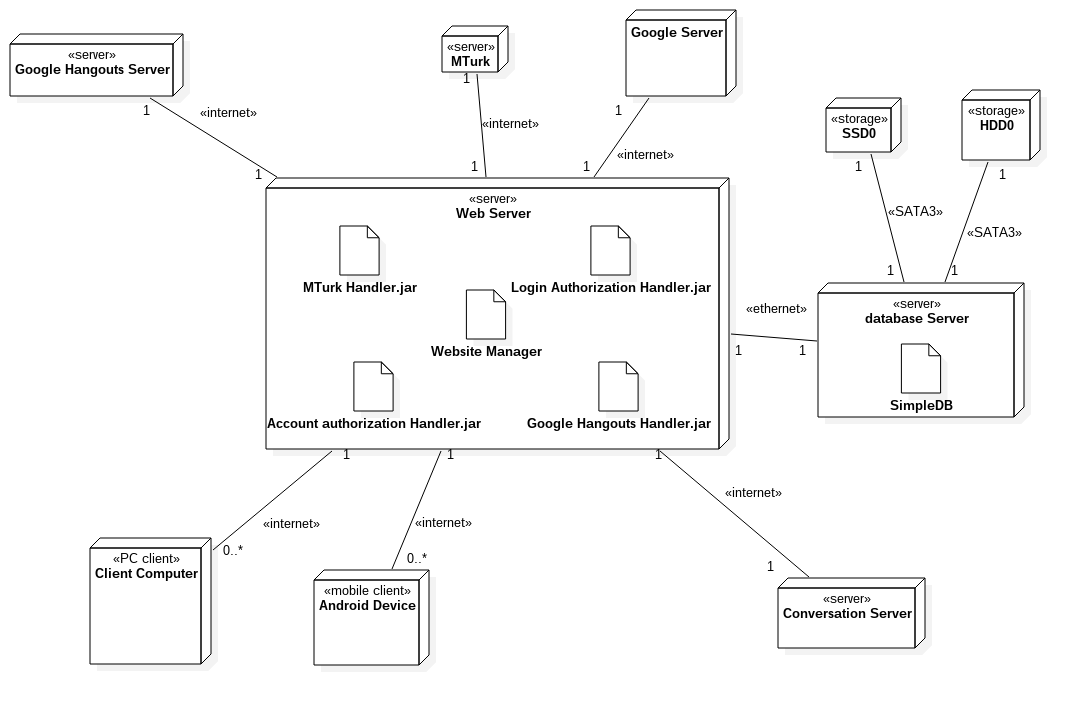 «server»
Google Hangouts Server
1
«internet»
1
«server»
MTurk
1
«internet»
1
Google Server
1
«internet»
1
«storage»
SSD0
1
«SATA3»
1
«storage»
HDD0
1
«SATA3»
1
«server»
Web Server
MTurk Handler.jar
Login Authorization Handler.jar
Website Manager
Account authorization Handler.jar
Google Hangouts Handler.jar
«ethernet»
1
1
«server»
database Server
SimpleDB
1
«internet»
0..*
1
«internet»
0..*
1
«internet»
1
«PC client»
Client Computer
«mobile client»
Android Device
«server»
Conversation Server